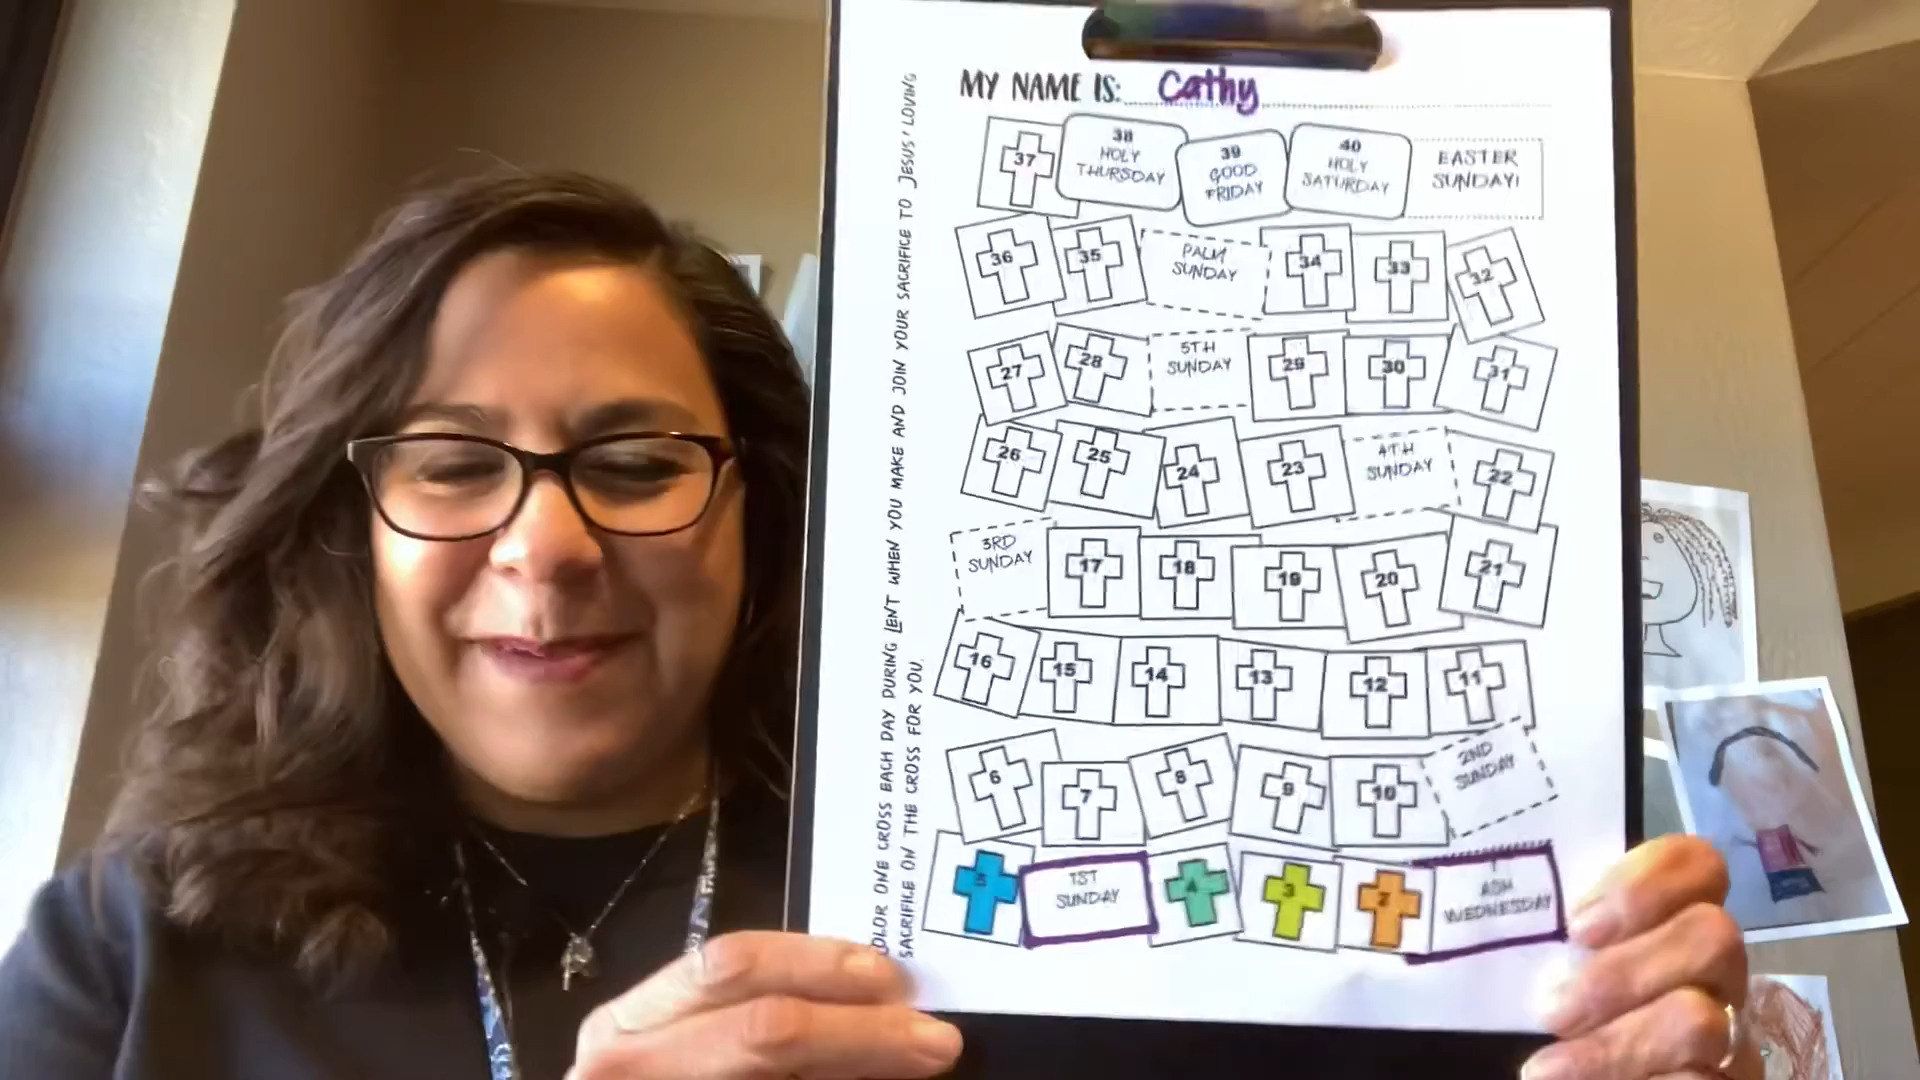 MY NAME IS: Cathy
37
38
HOLY
THURSDAY
39
GOOD
FRIDAY
40
HOLY
SATURDAY
EASTER
SUNDAY!
36
35
PALM
SUNDAY
34
33
32
27
28
5TH
SUNDAY
29
30
31
26
25
24
23
4TH
SUNDAY
22
3RD
SUNDAY
17
18
19
20
21
16
15
14
13
12
11
6
7
8
9
10
2ND
SUNDAY
5
1ST
SUNDAY
4
3
2
1
ASH
WEDNESDAY
COLOR ONE CROSS EACH DAY DURING LENT WHEN YOU MAKE AND JOIN YOUR SACRIFICE TO JESUS' LOVING
SACRIFICE ON THE CROSS FOR YOU.